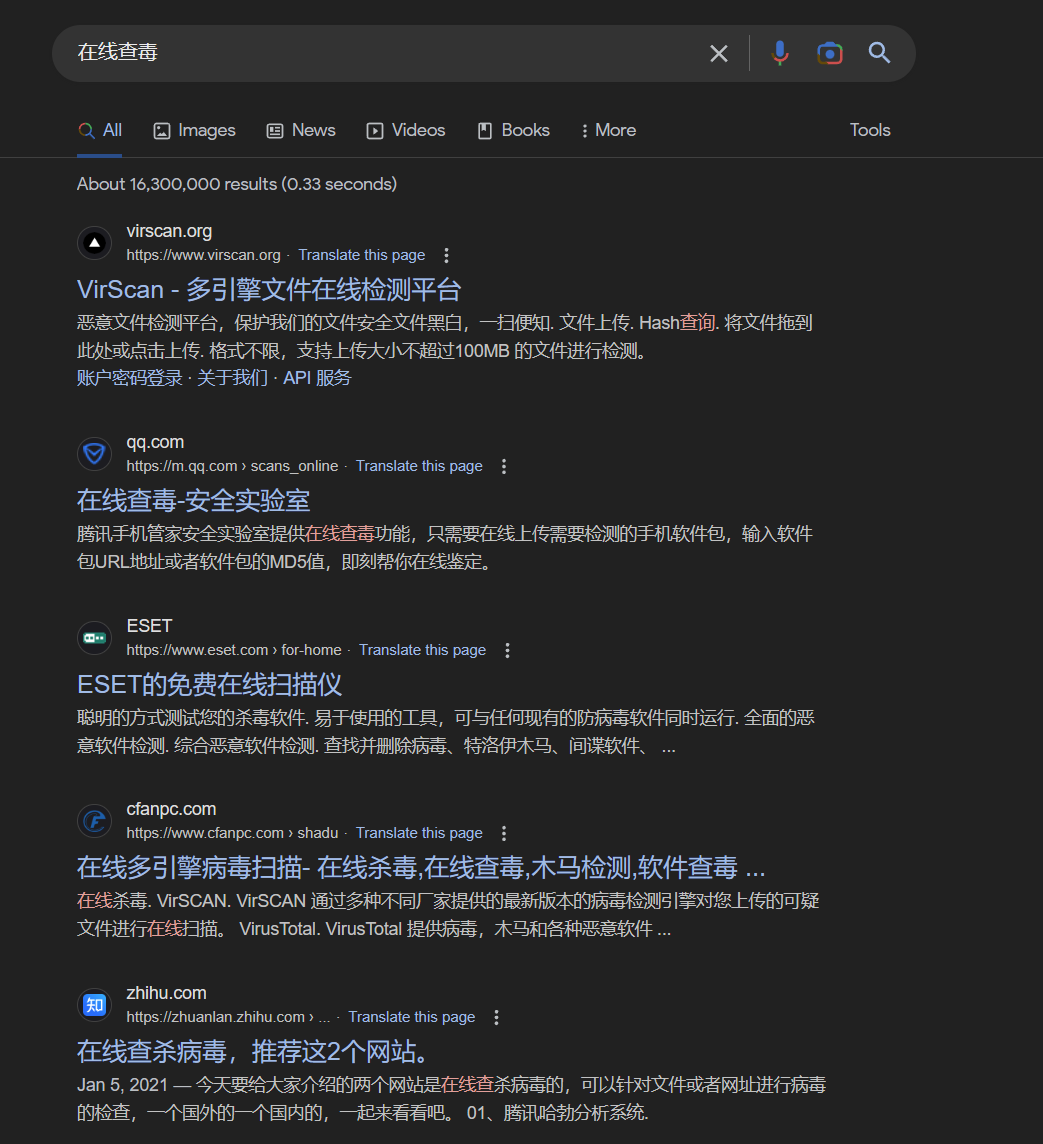 在线查毒
All Images News Videos Books More Tools
About 16,300,000 results (0.33 seconds)
virscan.org
https://www.virscan.org · Translate this page
VirScan - 多引擎文件在线检测平台
恶意文件检测平台，保护我们的文件安全文件黑白，一扫便知. 文件上传. Hash查询. 将文件拖到
此处或点击上传. 格式不限，支持上传大小不超过100MB 的文件进行检测。
账户密码登录 · 关于我们 · API 服务
qq.com
https://m.qq.com › scans_online · Translate this page
在线查毒-安全实验室
腾讯手机管家安全实验室提供在线查毒功能，只需要在线上传需要检测的手机软件包，输入软件
包URL地址或者软件包的MD5值，即刻帮你在线鉴定。
ESET
https://www.eset.com › for-home · Translate this page
ESET的免费在线扫描仪
聪明的方式测试您的杀毒软件. 易于使用的工具，可与任何现有的防病毒软件同时运行. 全面的恶
意软件检测. 综合恶意软件检测. 查找并删除病毒、特洛伊木马、间谍软件、 ...
cfanpc.com
https://www.cfanpc.com › shadu · Translate this page
在线多引擎病毒扫描- 在线杀毒,在线查毒,木马检测,软件查毒 ...
在线杀毒. VirSCAN. VirSCAN 通过多种不同厂家提供的最新版本的病毒检测引擎对您上传的可疑
文件进行在线扫描。 VirusTotal. VirusTotal 提供病毒，木马和各种恶意软件 ...
知
zhihu.com
https://zhuanlan.zhihu.com › ... · Translate this page
在线查杀病毒，推荐这2个网站。
Jan 5, 2021 — 今天要给大家介绍的两个网站是在线查杀病毒的，可以针对文件或者网址进行病毒
的检查，一个国外的一个国内的，一起来看看吧。 01、腾讯哈勃分析系统.